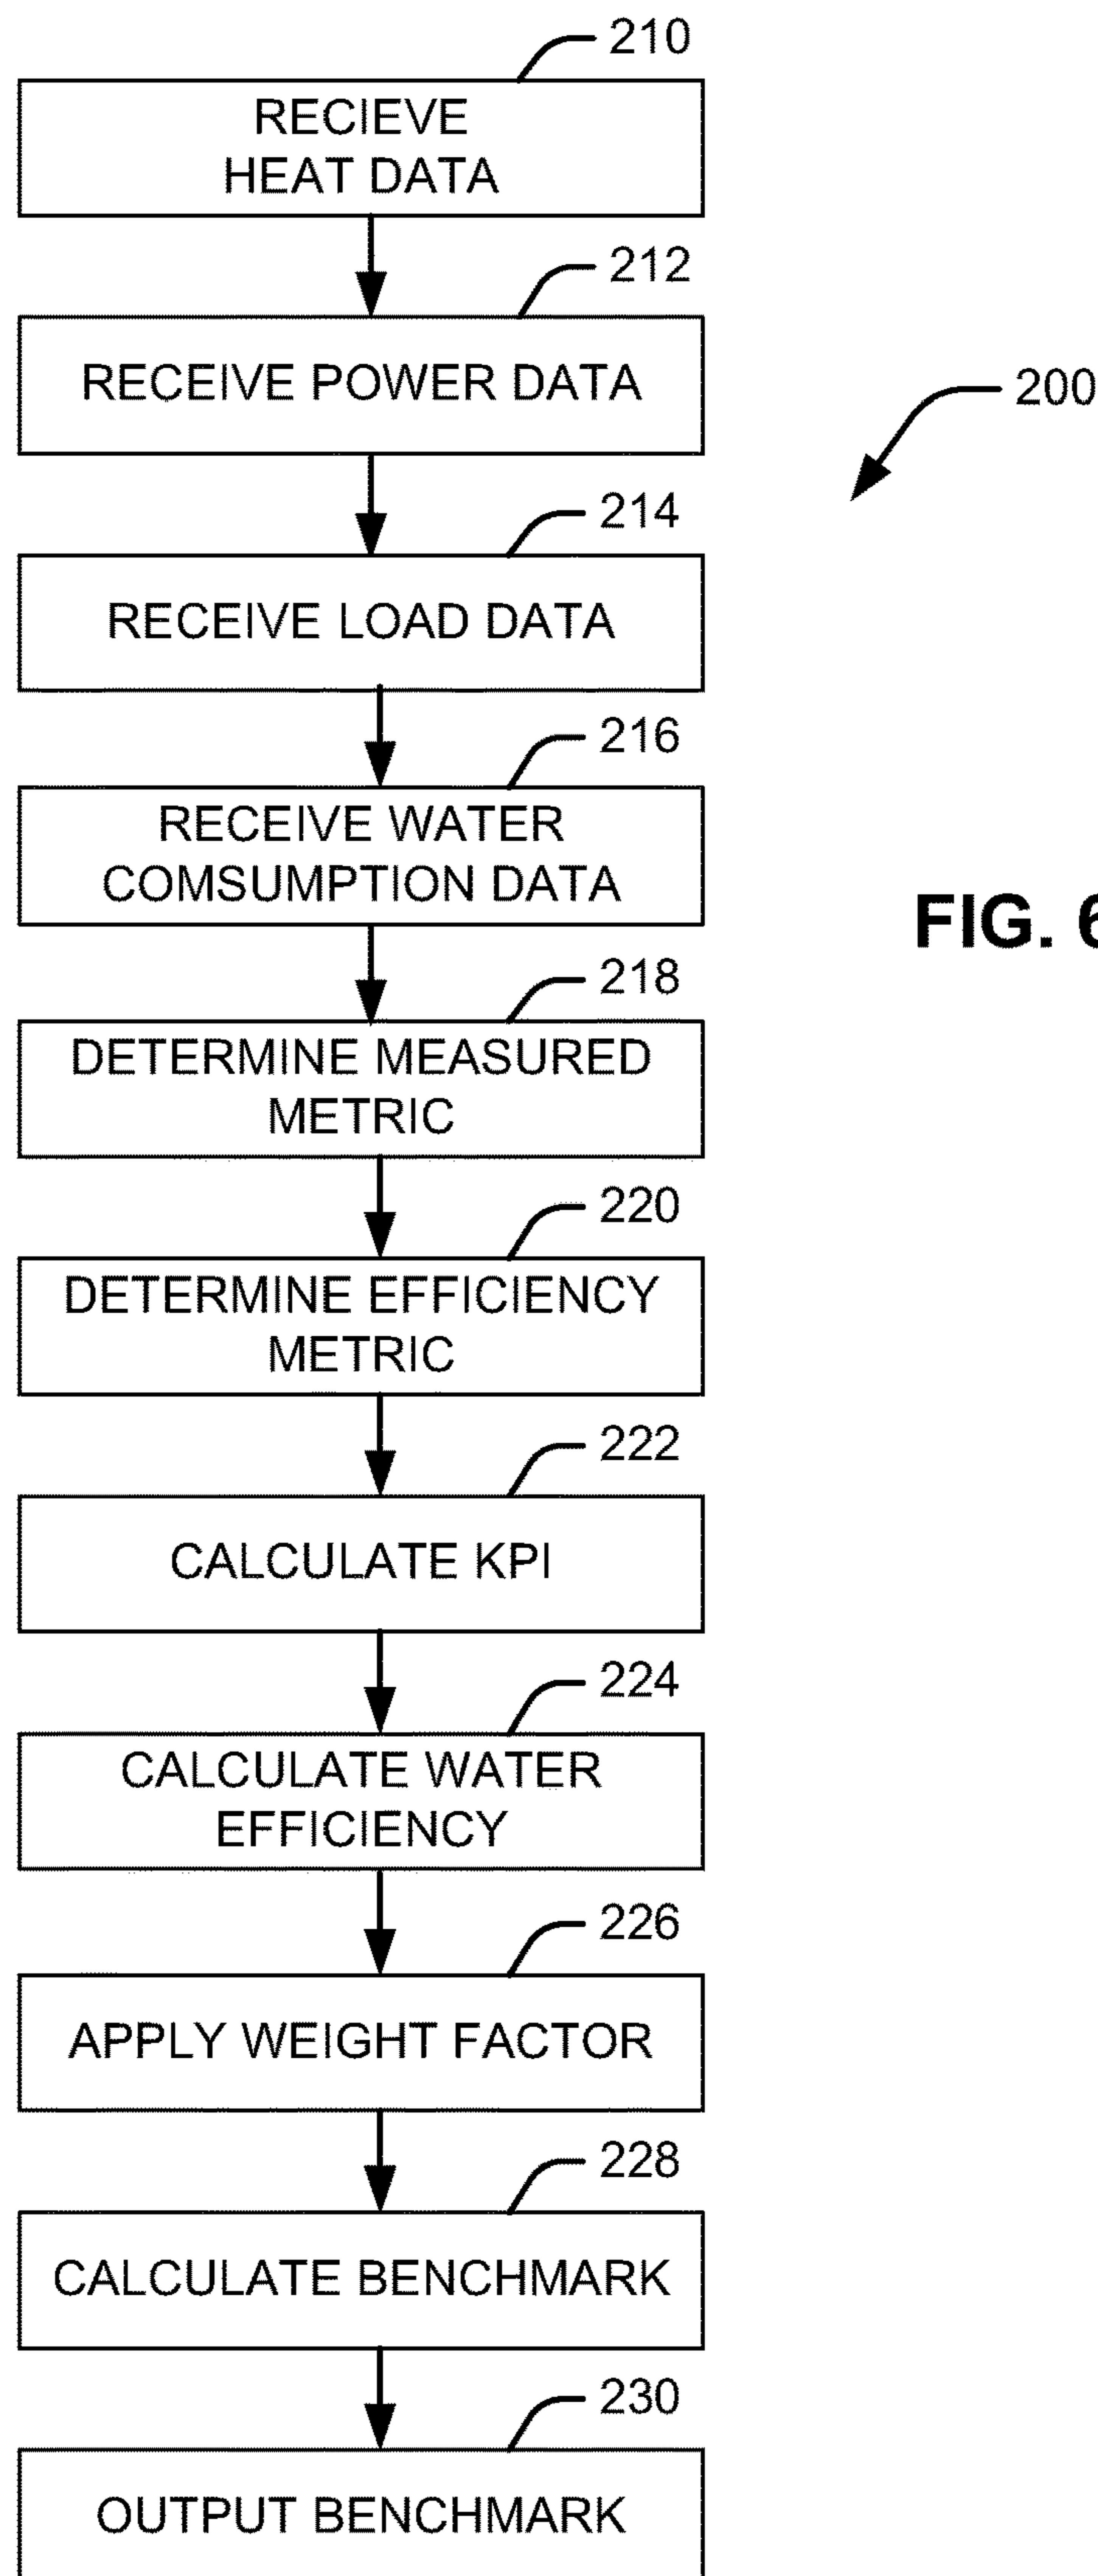 210
RECIEVE
HEAT DATA
212
RECEIVE POWER DATA
200
214
RECEIVE LOAD DATA
216
RECEIVE WATER
COMSUMPTION DATA
FIG. 6
218
DETERMINE MEASURED
METRIC
220
DETERMINE EFFICIENCY
METRIC
222
CALCULATE KPI
224
CALCULATE WATER
EFFICIENCY
226
APPLY WEIGHT FACTOR
228
CALCULATE BENCHMARK
230
OUTPUT BENCHMARK